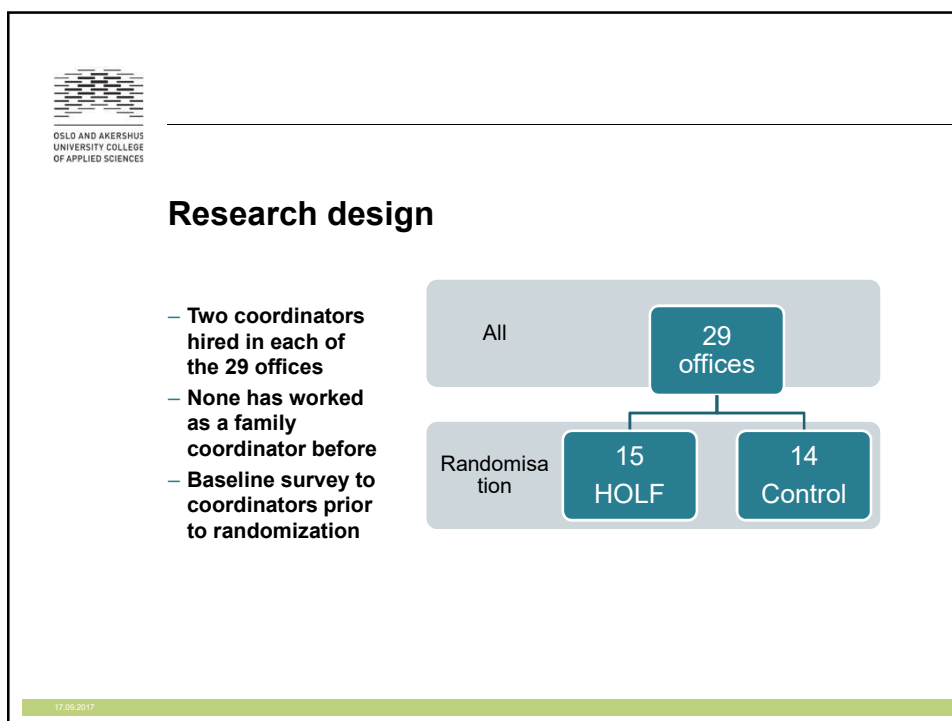 OSLO AND AKERSHUS
UNIVERSITY COLLEGE
OF APPLIED SCIENCES
Research design
– Two coordinators
hired in each of
the 29 offices
– None has worked
as a family
coordinator before
– Baseline survey to
coordinators prior
to randomization
All
29
offices
Randomisa
tion
15
HOLF
14
Control
17.09.2017